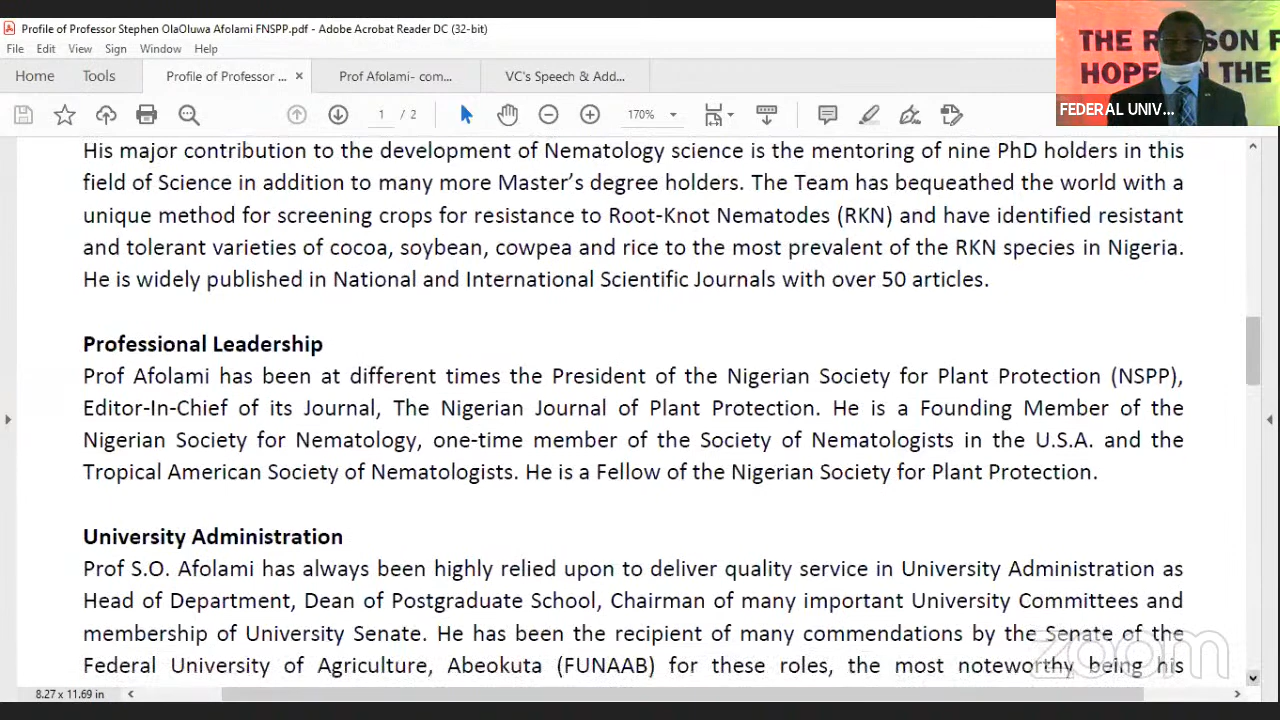 Profile of Professor Stephen OlaOluwa Afolami FNSPP.pdf - Adobe Acrobat Reader DC (32-bit)
File Edit View Sign Window Help
Home Tools Profile of Professor ... × Prof Afolami- com... VC's Speech & Add...
1 / 2 170%
THE R SON F
HOPE N THE
FEDERAL UNIV...
His major contribution to the development of Nematology science is the mentoring of nine PhD holders in this
field of Science in addition to many more Master's degree holders. The Team has bequeathed the world with a
unique method for screening crops for resistance to Root-Knot Nematodes (RKN) and have identified resistant
and tolerant varieties of cocoa, soybean, cowpea and rice to the most prevalent of the RKN species in Nigeria.
He is widely published in National and International Scientific Journals with over 50 articles.
Professional Leadership
Prof Afolami has been at different times the President of the Nigerian Society for Plant Protection (NSPP),
Editor-In-Chief of its Journal, The Nigerian Journal of Plant Protection. He is a Founding Member of the
Nigerian Society for Nematology, one-time member of the Society of Nematologists in the U.S.A. and the
Tropical American Society of Nematologists. He is a Fellow of the Nigerian Society for Plant Protection.
University Administration
Prof S.O. Afolami has always been highly relied upon to deliver quality service in University Administration as
Head of Department, Dean of Postgraduate School, Chairman of many important University Committees and
membership of University Senate. He has been the recipient of many commendations by the Senate of the
Federal University of Agriculture, Abeokuta (FUNAAB) for these roles, the most noteworthy being his
zoom
8.27 x 11.69 in